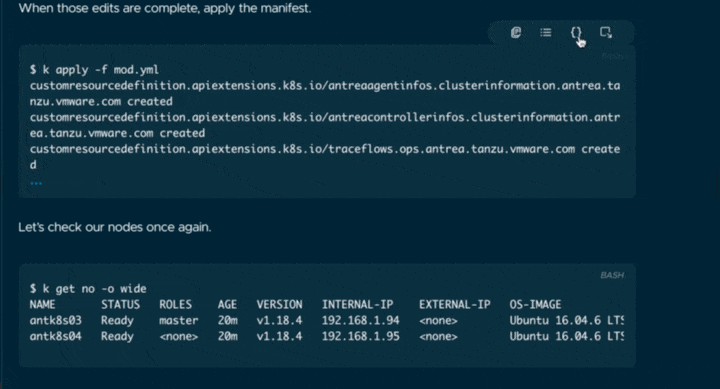 When those edits are complete, apply the manifest.
$ k apply -f mod.yml
customresourcedefinition.apiextensions.k8s.io/antreaagentinfos.clusterinformation.antrea.ta
nzu.vmware.com created
customresourcedefinition.apiextensions.k8s.io/antreacontrollerinfos.clusterinformation.antr
ea.tanzu.vmware.com created
customresourcedefinition.apiextensions.k8s.io/traceflows.ops.antrea.tanzu.vmware.com create
d
...
Let's check our nodes once again.
BASH
$ k get no -o wide
NAME STATUS ROLES AGE VERSION INTERNAL-IP EXTERNAL-IP OS-IMAGE
antk8s03 Ready master 20m v1.18.4 192.168.1.94 <none> Ubuntu 16.04.6 LTS
antk8s04 Ready <none> 20m v1.18.4 192.168.1.95 <none> Ubuntu 16.04.6 LTS